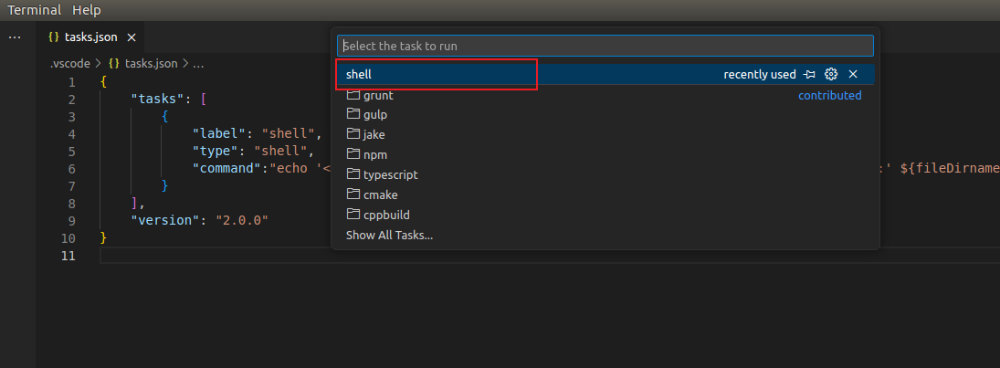 Terminal Help
··· {} tasks.json ×
.vscode > {} tasks.json > ...
Select the task to run
shell recently used
grunt contributed
gulp
jake
npm
typescript
cmake
cppbuild
Show All Tasks...
1 {
2 "tasks": [
3 {
4 "label": "shell",
5 "type": "shell",
6 "command":"echo '< :' ${fileDirname
7 }
8 ],
9 "version": "2.0.0"
10 }
11